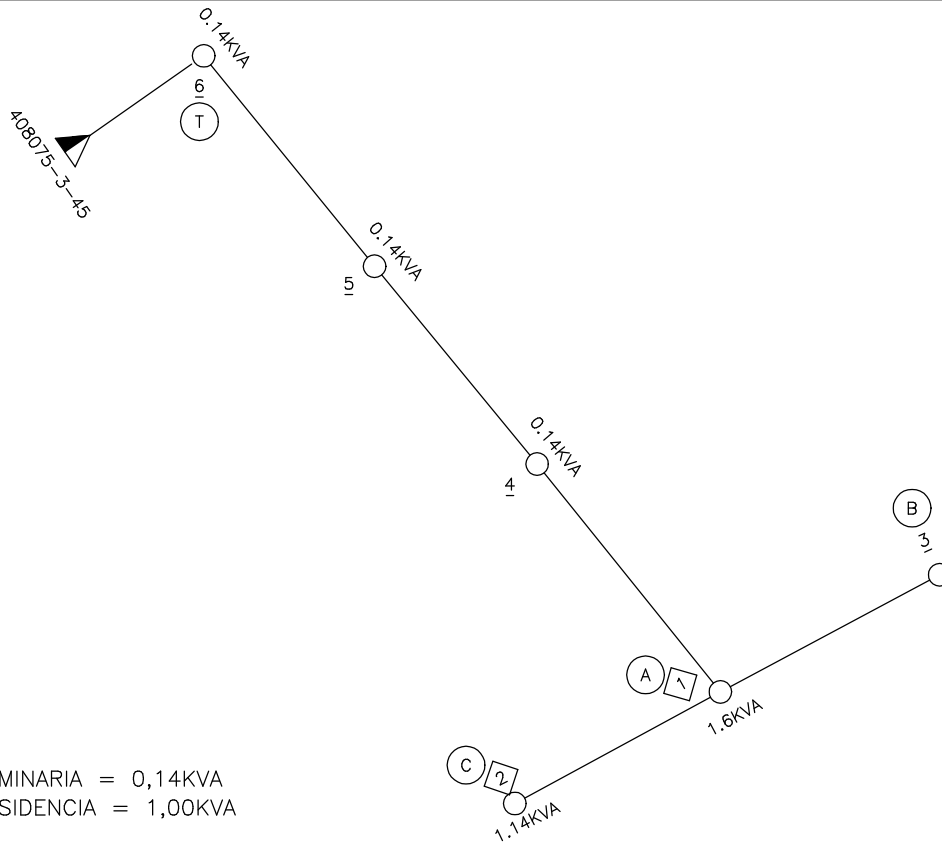 0.14KVA
6
T
408075-3-45
0.14KVA
5
0.14KVA
4
B
3
A
1
1.6KVA
C
2
1.14KVA
MINARIA = 0,14KVA
SIDENCIA = 1,00KVA